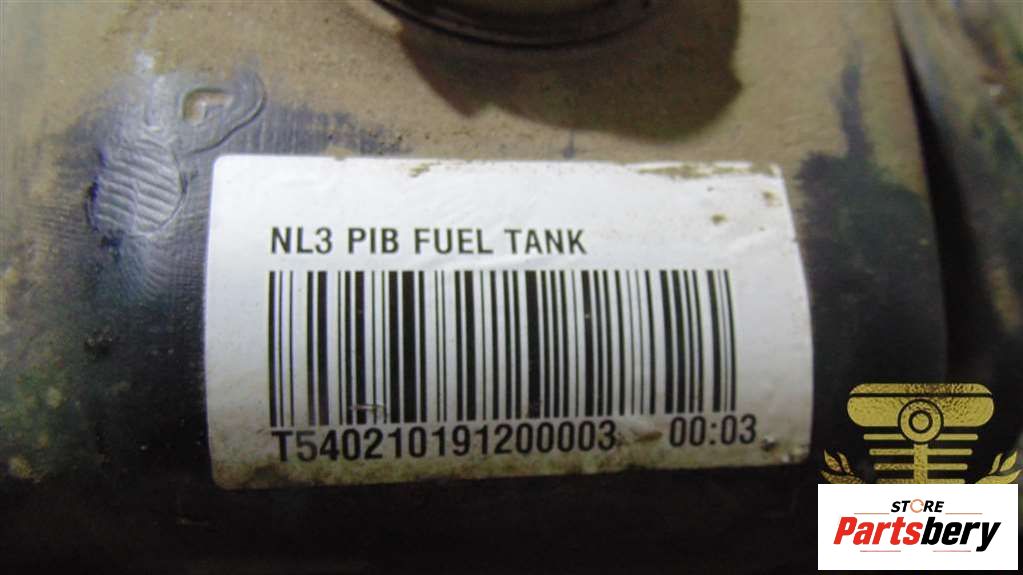 NL3 PIB FUEL TANK
T540210191200003 00:03
STORE
Partsbery